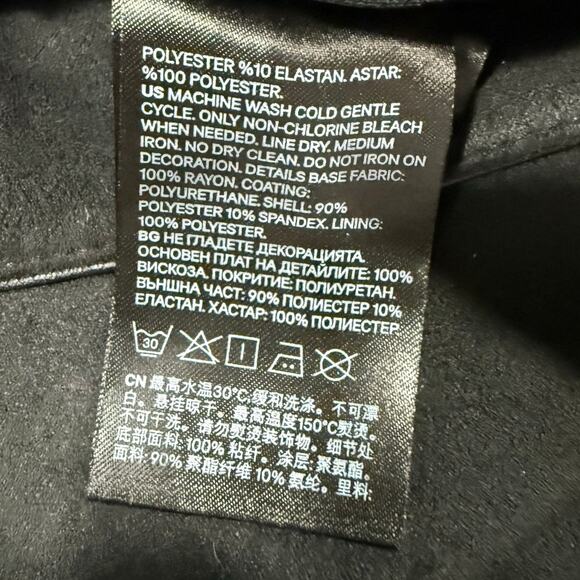 POLYESTER %10 ELASTAN. ASTAR:
%100 POLYESTER.
US MACHINE WASH COLD GENTLE
CYCLE. ONLY NON-CHLORINE BLEACH
WHEN NEEDED. LINE DRY. MEDIUM
IRON. NO DRY CLEAN. DO NOT IRON ON
DECORATION. DETAILS BASE FABRIC:
100% RAYON. COATING:
POLYURETHANE. SHELL: 90%
POLYESTER 10% SPANDEX. LINING:
100% POLYESTER.
BG НЕ ГЛАДЕТЕ ДЕКОРАЦИЯТА.
ОСНОВЕН ПЛАТ НА ДЕТАЙЛИТЕ: 100%
ВИСКОЗА. ПОКРИТИЕ: ПОЛИУРЕТАН.
ВЪНШНА ЧАСТ: 90% ПОЛИЕСТЕР 10%
ЕЛАСТАН. ХАСТАР: 100% ПОЛИЕСТЕР
30
CN 最高水温30°C:缓和洗涤。不可漂
白。悬挂晾干。最高温度150°C熨烫。
不可干洗。请勿熨烫装饰物。细节处
底部面料:100% 粘纤。涂层:聚氨酯。
面料:90% 聚酯纤维 10% 氨纶。里料: